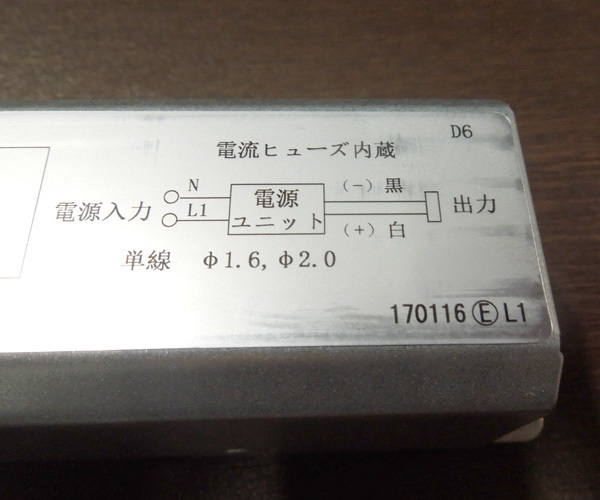 D6
電流ヒューズ内蔵
N
L1
電源入力
電源
ユニット
(−) 黒
(+) 白
出力
単線 φ1.6, φ2.0
170116 Ⓔ L1